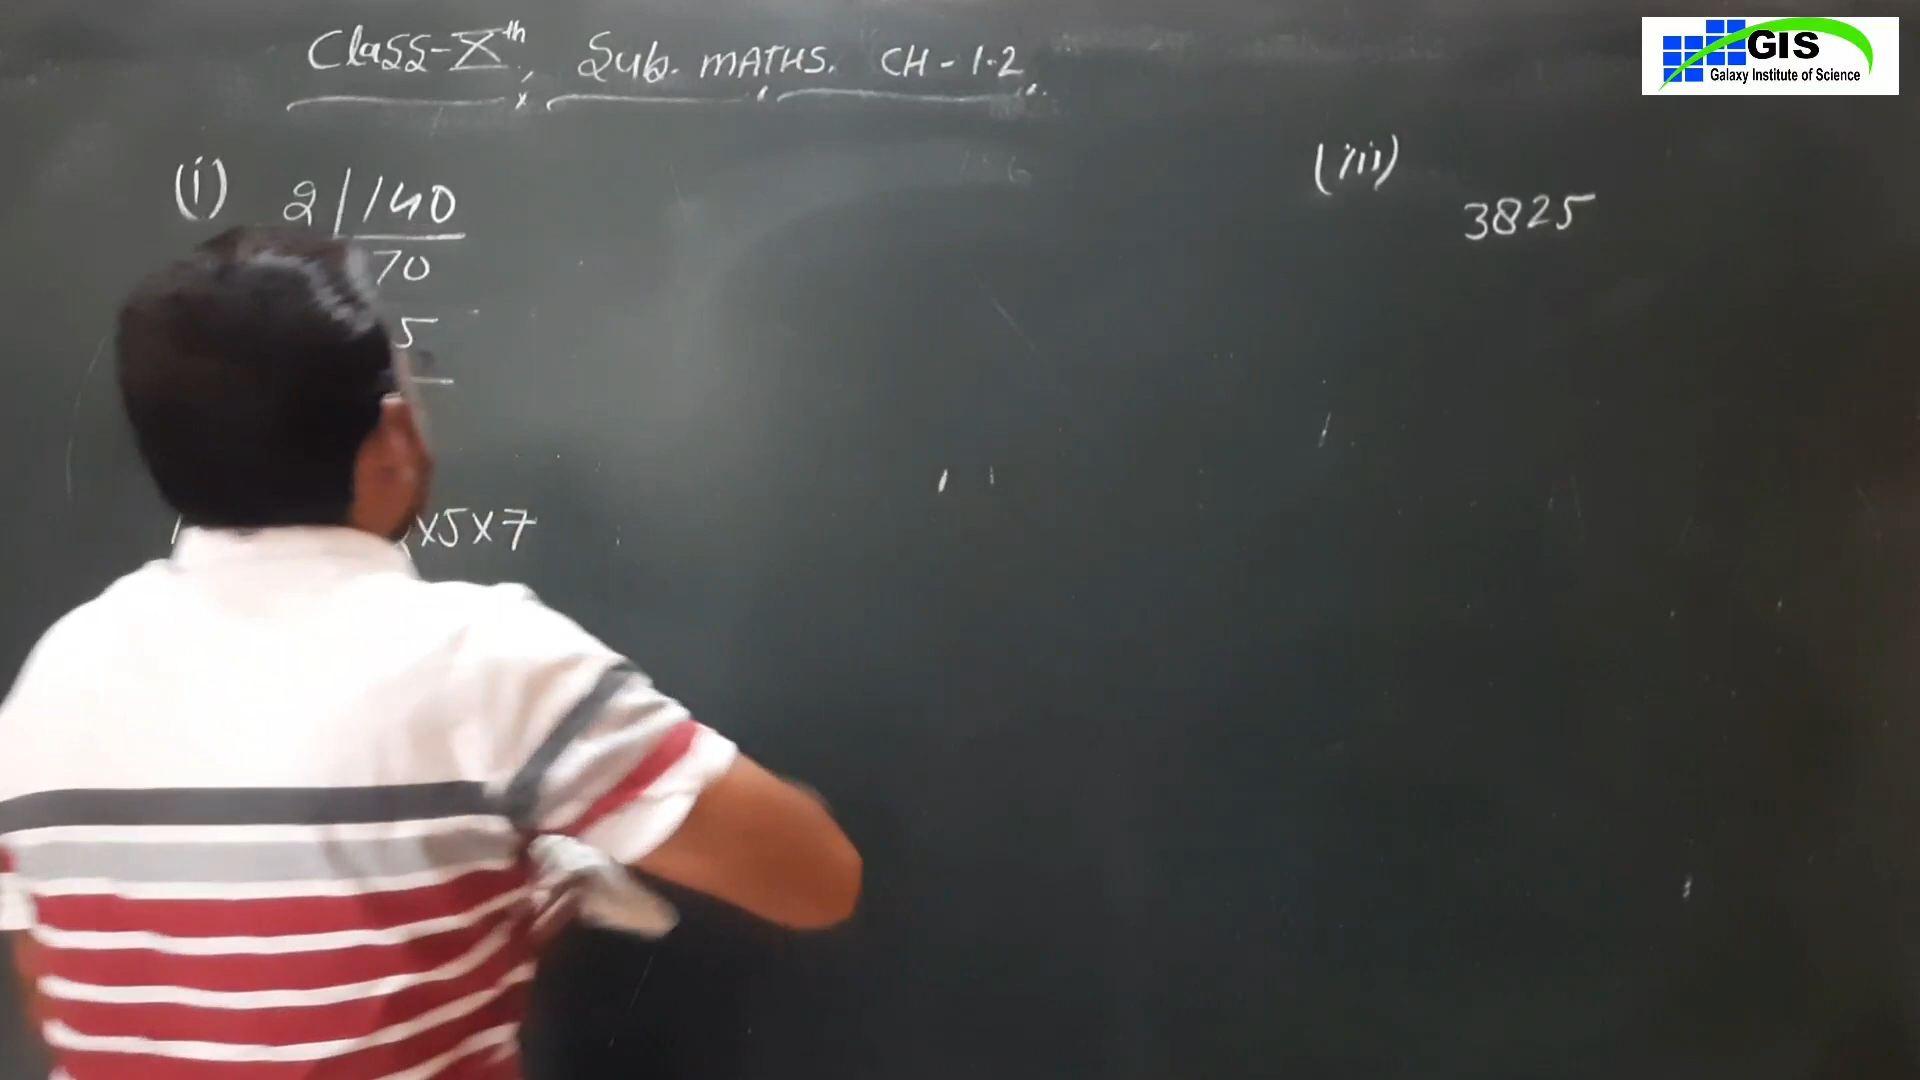 Class-Xth, Sub. MATHS. CH-1.2
GIS
Galaxy Institute of Science
(i) 2 | 140
70
5
x5x7
(iii)
3825